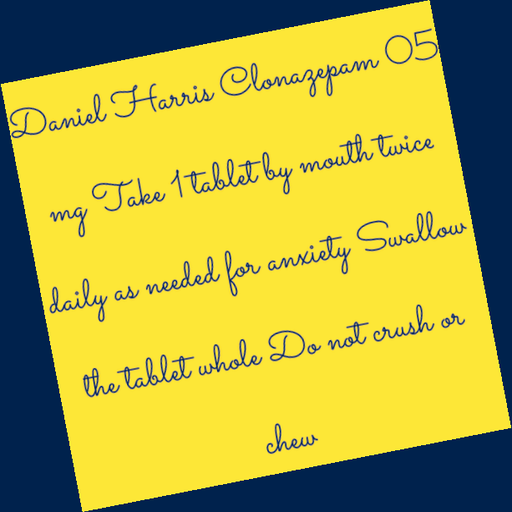 Daniel Harris Clonazepam 05
mg Take 1 tablet by mouth twice
daily as needed for anxiety Swallow
the tablet whole Do not crush or
chew